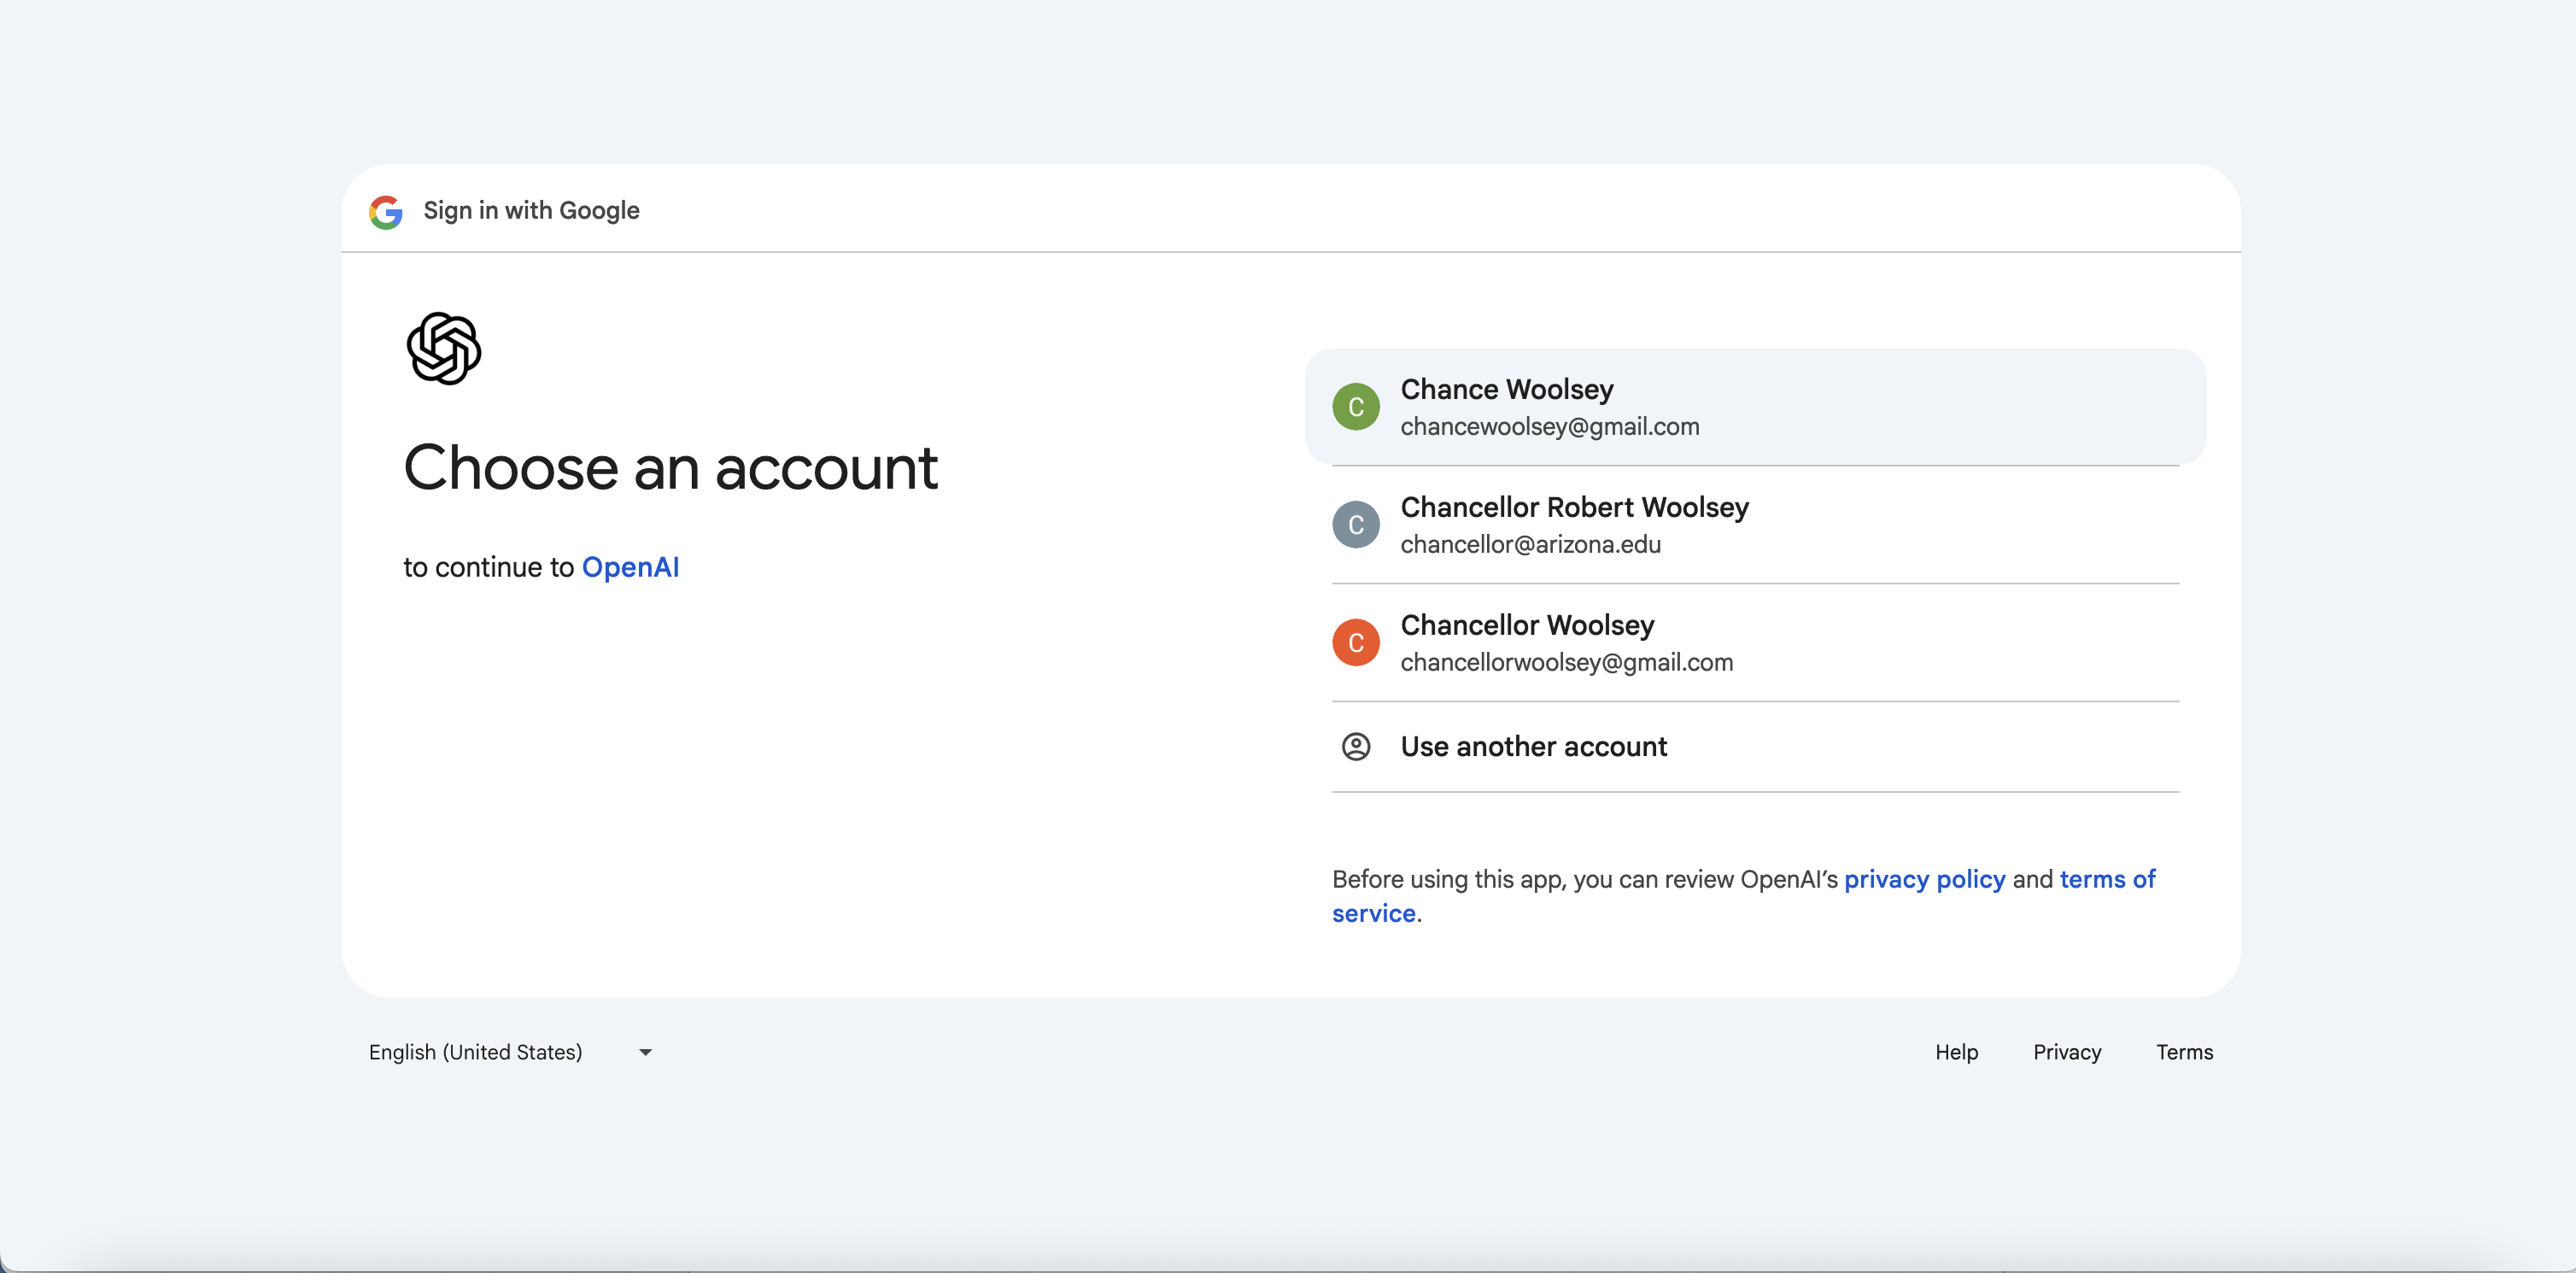 Sign in with Google
Choose an account
to continue to OpenAI
C
Chance Woolsey
chancewoolsey@gmail.com
C
Chancellor Robert Woolsey
chancellor@arizona.edu
C
Chancellor Woolsey
chancellorwoolsey@gmail.com
Use another account
Before using this app, you can review OpenAI’s privacy policy and terms of
service.
English (United States)
Help Privacy Terms